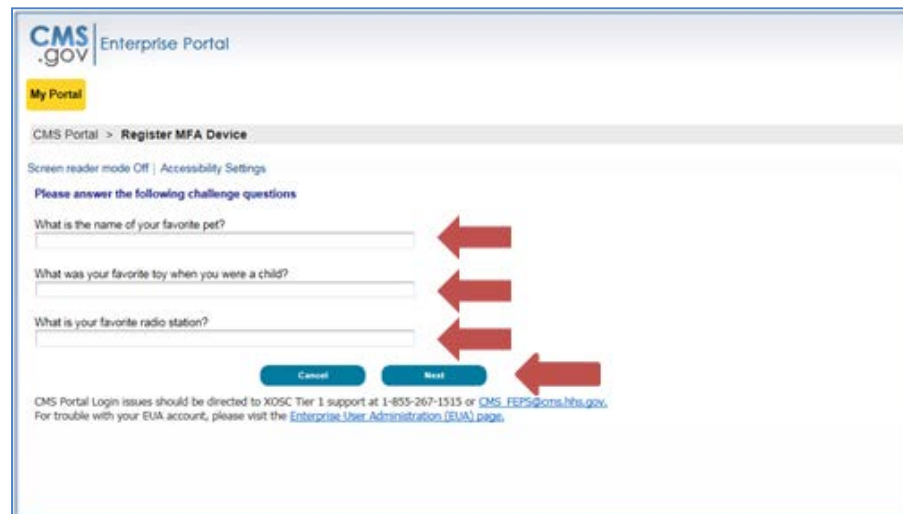 CMS
.gov
Enterprise Portal
My Portal
CMS Portal > Register MFA Device
Screen reader mode Off | Accessibility Settings
Please answer the following challenge questions
What is the name of your favorite pet?
What was your favorite toy when you were a child?
What is your favorite radio station?
Cancel Next
CMS Portal Login issues should be directed to XOSC Tier 1 support at 1-855-267-1515 or CMS_FEPS@cms.hhs.gov.
For trouble with your EUA account, please visit the Enterprise User Administration (EUA) page.